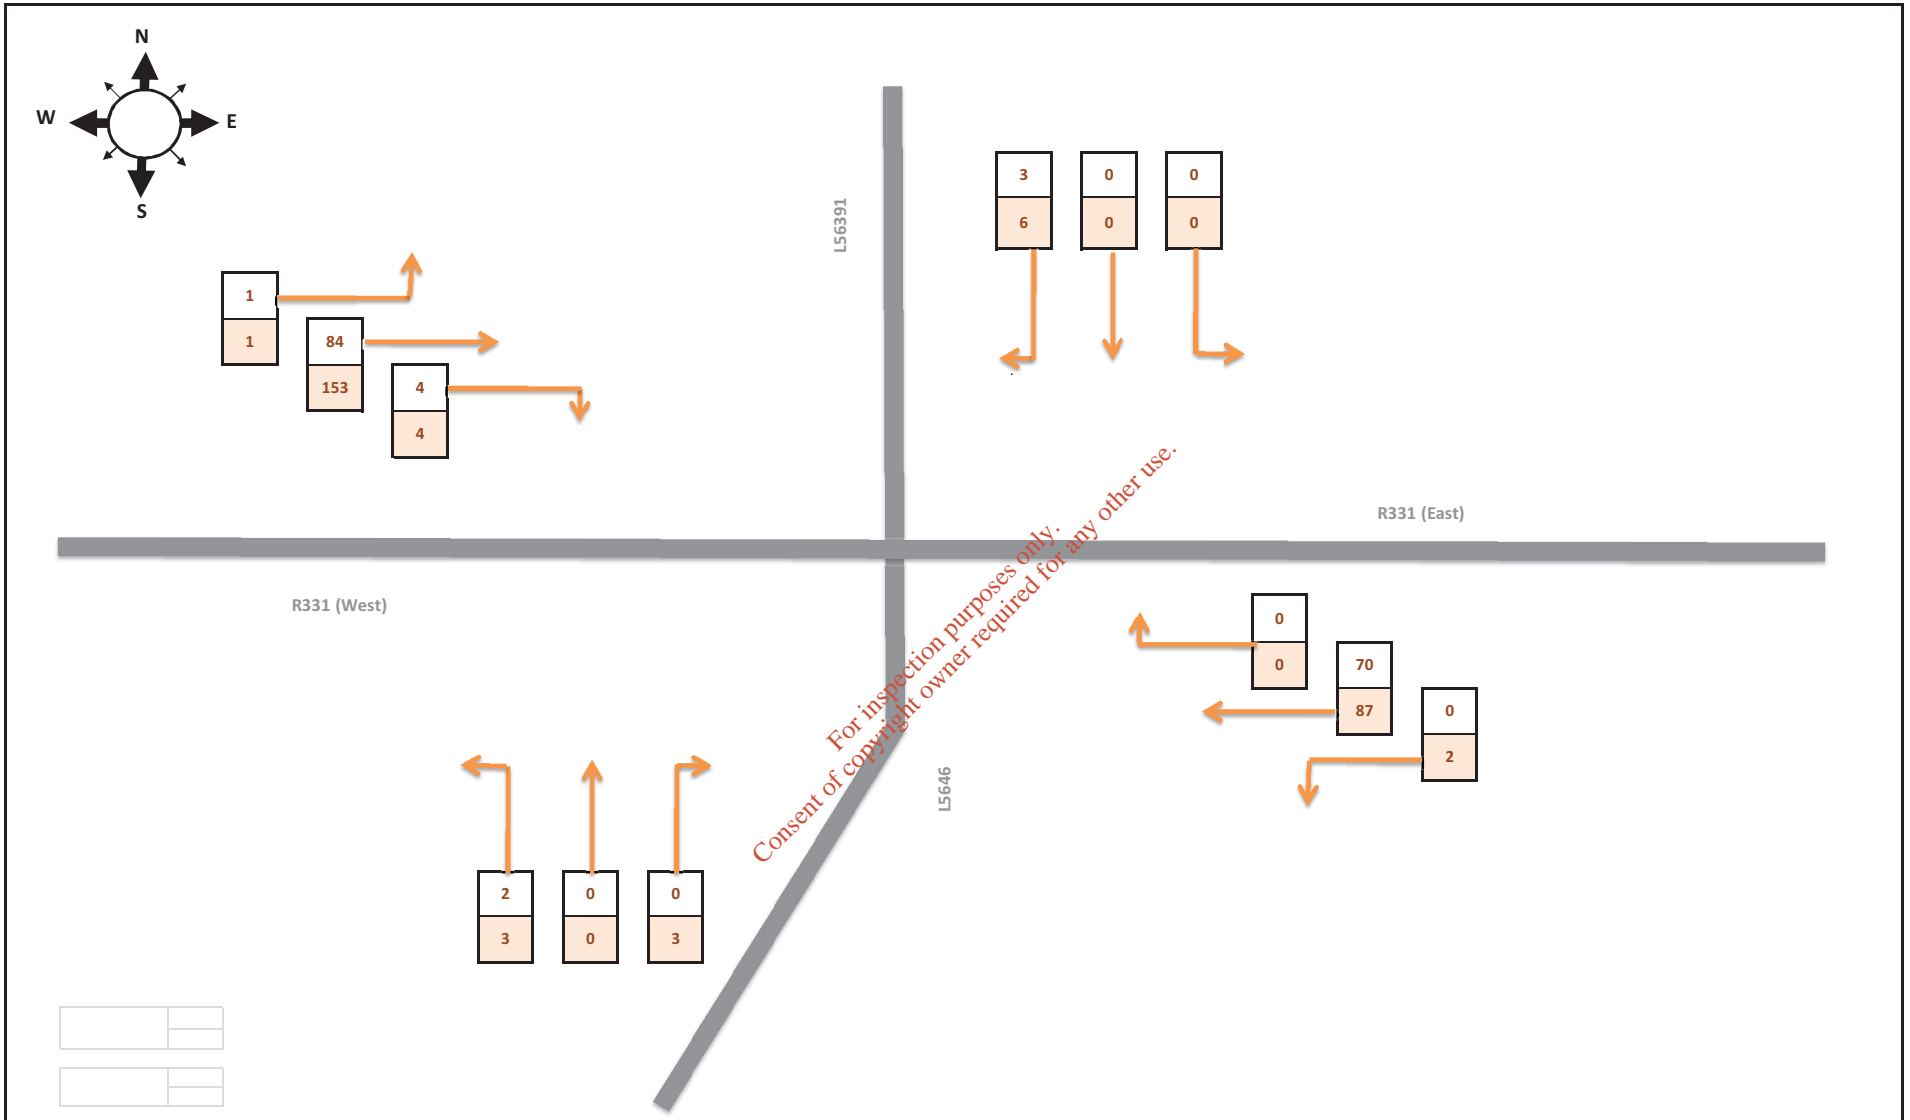 N
W
E
S
L56391
3
0
0
6
0
0
1
1
84
153
4
4
R331 (East)
R331 (West)
For inspection purposes only.
Consent of copyright owner required for any other use.
0
0
70
87
0
2
L5646
2
0
0
3
0
3